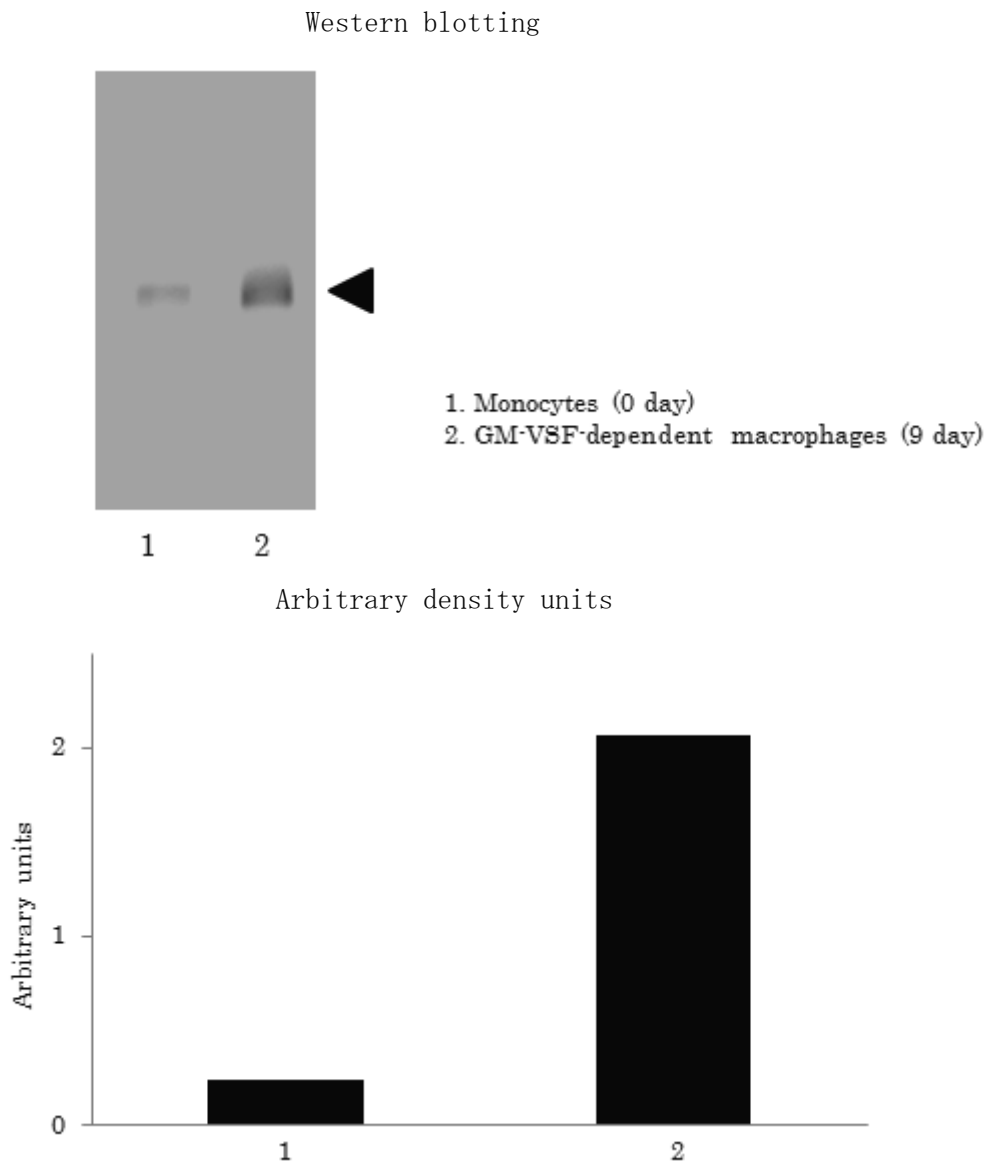 Western blotting
1. Monocytes (0 day)
2. GM-VSF-dependent macrophages (9 day)
1 2
Arbitrary density units
Arbitrary units
2
1
0
1 2